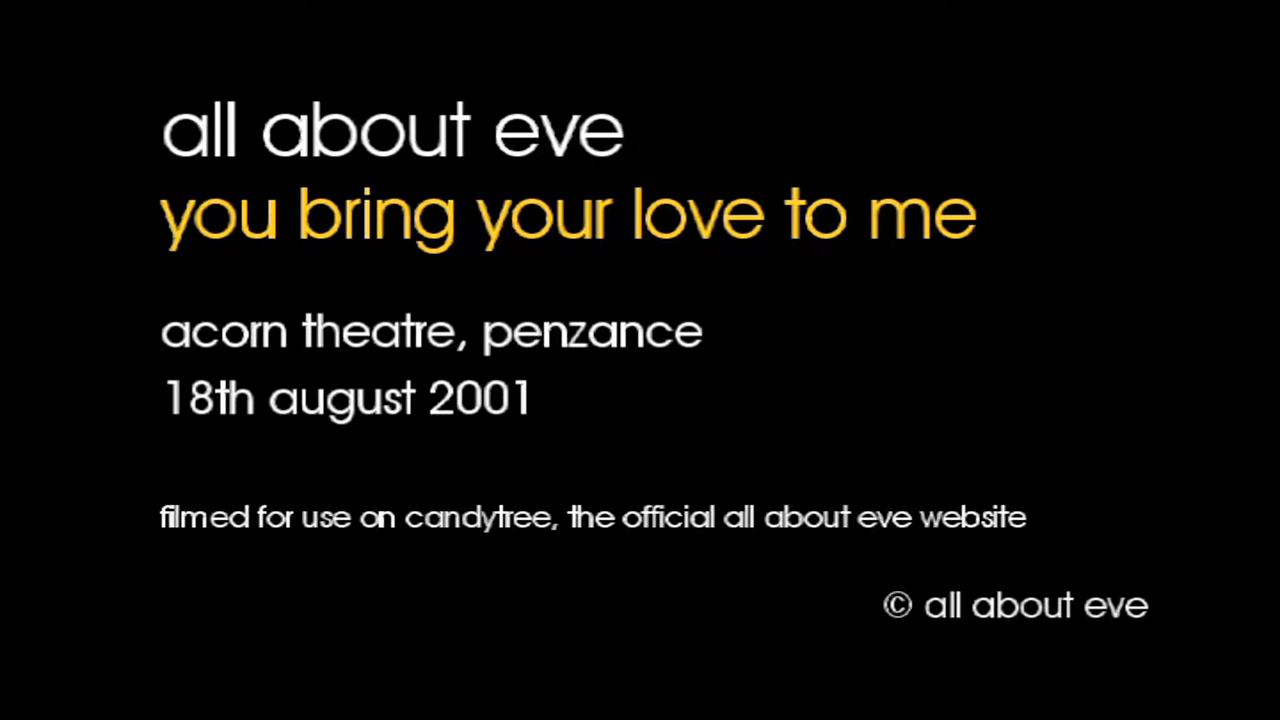 all about eve
you bring your love to me
acorn theatre, penzance
18th august 2001
filmed for use on candytree, the official all about eve website
© all about eve